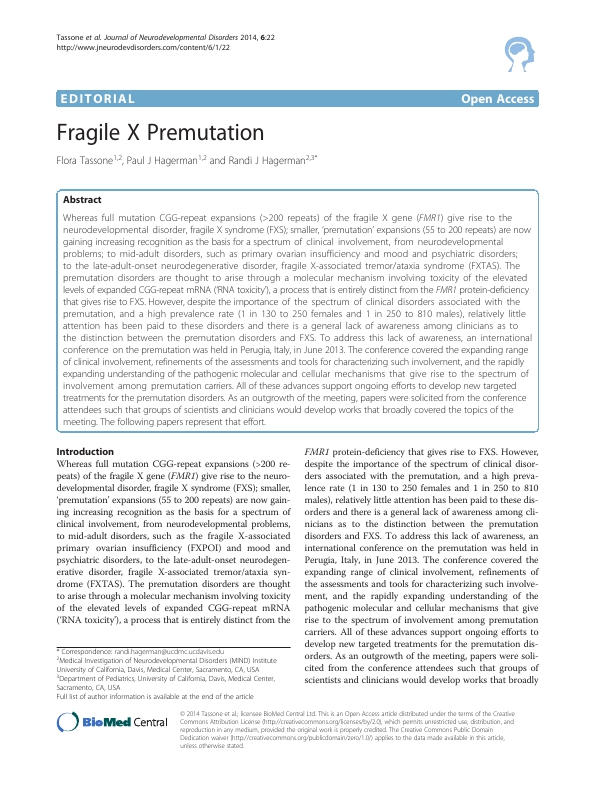 Tassone et al. Journal of Neurodevelopmental Disorders 2014, 6:22
http://www.jneurodevdisorders.com/content/6/1/22
EDITORIAL Open Access
Fragile X Premutation
Flora Tassone1,2, Paul J Hagerman1,2 and Randi J Hagerman2,3*
Abstract
Whereas full mutation CGG-repeat expansions (>200 repeats) of the fragile X gene (FMR1) give rise to the
neurodevelopmental disorder, fragile X syndrome (FXS); smaller, ‘premutation’ expansions (55 to 200 repeats) are now
gaining increasing recognition as the basis for a spectrum of clinical involvement, from neurodevelopmental
problems; to mid-adult disorders, such as primary ovarian insufficiency and mood and psychiatric disorders;
to the late-adult-onset neurodegenerative disorder, fragile X-associated tremor/ataxia syndrome (FXTAS). The
premutation disorders are thought to arise through a molecular mechanism involving toxicity of the elevated
levels of expanded CGG-repeat mRNA (‘RNA toxicity’), a process that is entirely distinct from the FMR1 protein-deficiency
that gives rise to FXS. However, despite the importance of the spectrum of clinical disorders associated with the
premutation, and a high prevalence rate (1 in 130 to 250 females and 1 in 250 to 810 males), relatively little
attention has been paid to these disorders and there is a general lack of awareness among clinicians as to
the distinction between the premutation disorders and FXS. To address this lack of awareness, an international
conference on the premutation was held in Perugia, Italy, in June 2013. The conference covered the expanding range
of clinical involvement, refinements of the assessments and tools for characterizing such involvement, and the rapidly
expanding understanding of the pathogenic molecular and cellular mechanisms that give rise to the spectrum of
involvement among premutation carriers. All of these advances support ongoing efforts to develop new targeted
treatments for the premutation disorders. As an outgrowth of the meeting, papers were solicited from the conference
attendees such that groups of scientists and clinicians would develop works that broadly covered the topics of the
meeting. The following papers represent that effort.
Introduction
Whereas full mutation CGG-repeat expansions (>200 re-
peats) of the fragile X gene (FMR1) give rise to the neuro-
developmental disorder, fragile X syndrome (FXS); smaller,
‘premutation’ expansions (55 to 200 repeats) are now gain-
ing increasing recognition as the basis for a spectrum of
clinical involvement, from neurodevelopmental problems,
to mid-adult disorders, such as the fragile X-associated
primary ovarian insufficiency (FXPOI) and mood and
psychiatric disorders, to the late-adult-onset neurodegen-
erative disorder, fragile X-associated tremor/ataxia syn-
drome (FXTAS). The premutation disorders are thought
to arise through a molecular mechanism involving toxicity
of the elevated levels of expanded CGG-repeat mRNA
(‘RNA toxicity’), a process that is entirely distinct from the
FMR1 protein-deficiency that gives rise to FXS. However,
despite the importance of the spectrum of clinical disor-
ders associated with the premutation, and a high preva-
lence rate (1 in 130 to 250 females and 1 in 250 to 810
males), relatively little attention has been paid to these dis-
orders and there is a general lack of awareness among cli-
nicians as to the distinction between the premutation
disorders and FXS. To address this lack of awareness, an
international conference on the premutation was held in
Perugia, Italy, in June 2013. The conference covered the
expanding range of clinical involvement, refinements of
the assessments and tools for characterizing such involve-
ment, and the rapidly expanding understanding of the
pathogenic molecular and cellular mechanisms that give
rise to the spectrum of involvement among premutation
carriers. All of these advances support ongoing efforts to
develop new targeted treatments for the premutation dis-
orders. As an outgrowth of the meeting, papers were soli-
cited from the conference attendees such that groups of
scientists and clinicians would develop works that broadly
* Correspondence: randi.hagerman@ucdmc.ucdavis.edu
2Medical Investigation of Neurodevelopmental Disorders (MIND) Institute
University of California, Davis, Medical Center, Sacramento, CA, USA
3Department of Pediatrics, University of California, Davis, Medical Center,
Sacramento, CA, USA
Full list of author information is available at the end of the article
BioMed Central
© 2014 Tassone et al.; licensee BioMed Central Ltd. This is an Open Access article distributed under the terms of the Creative
Commons Attribution License (http://creativecommons.org/licenses/by/2.0), which permits unrestricted use, distribution, and
reproduction in any medium, provided the original work is properly credited. The Creative Commons Public Domain
Dedication waiver (http://creativecommons.org/publicdomain/zero/1.0/) applies to the data made available in this article,
unless otherwise stated.